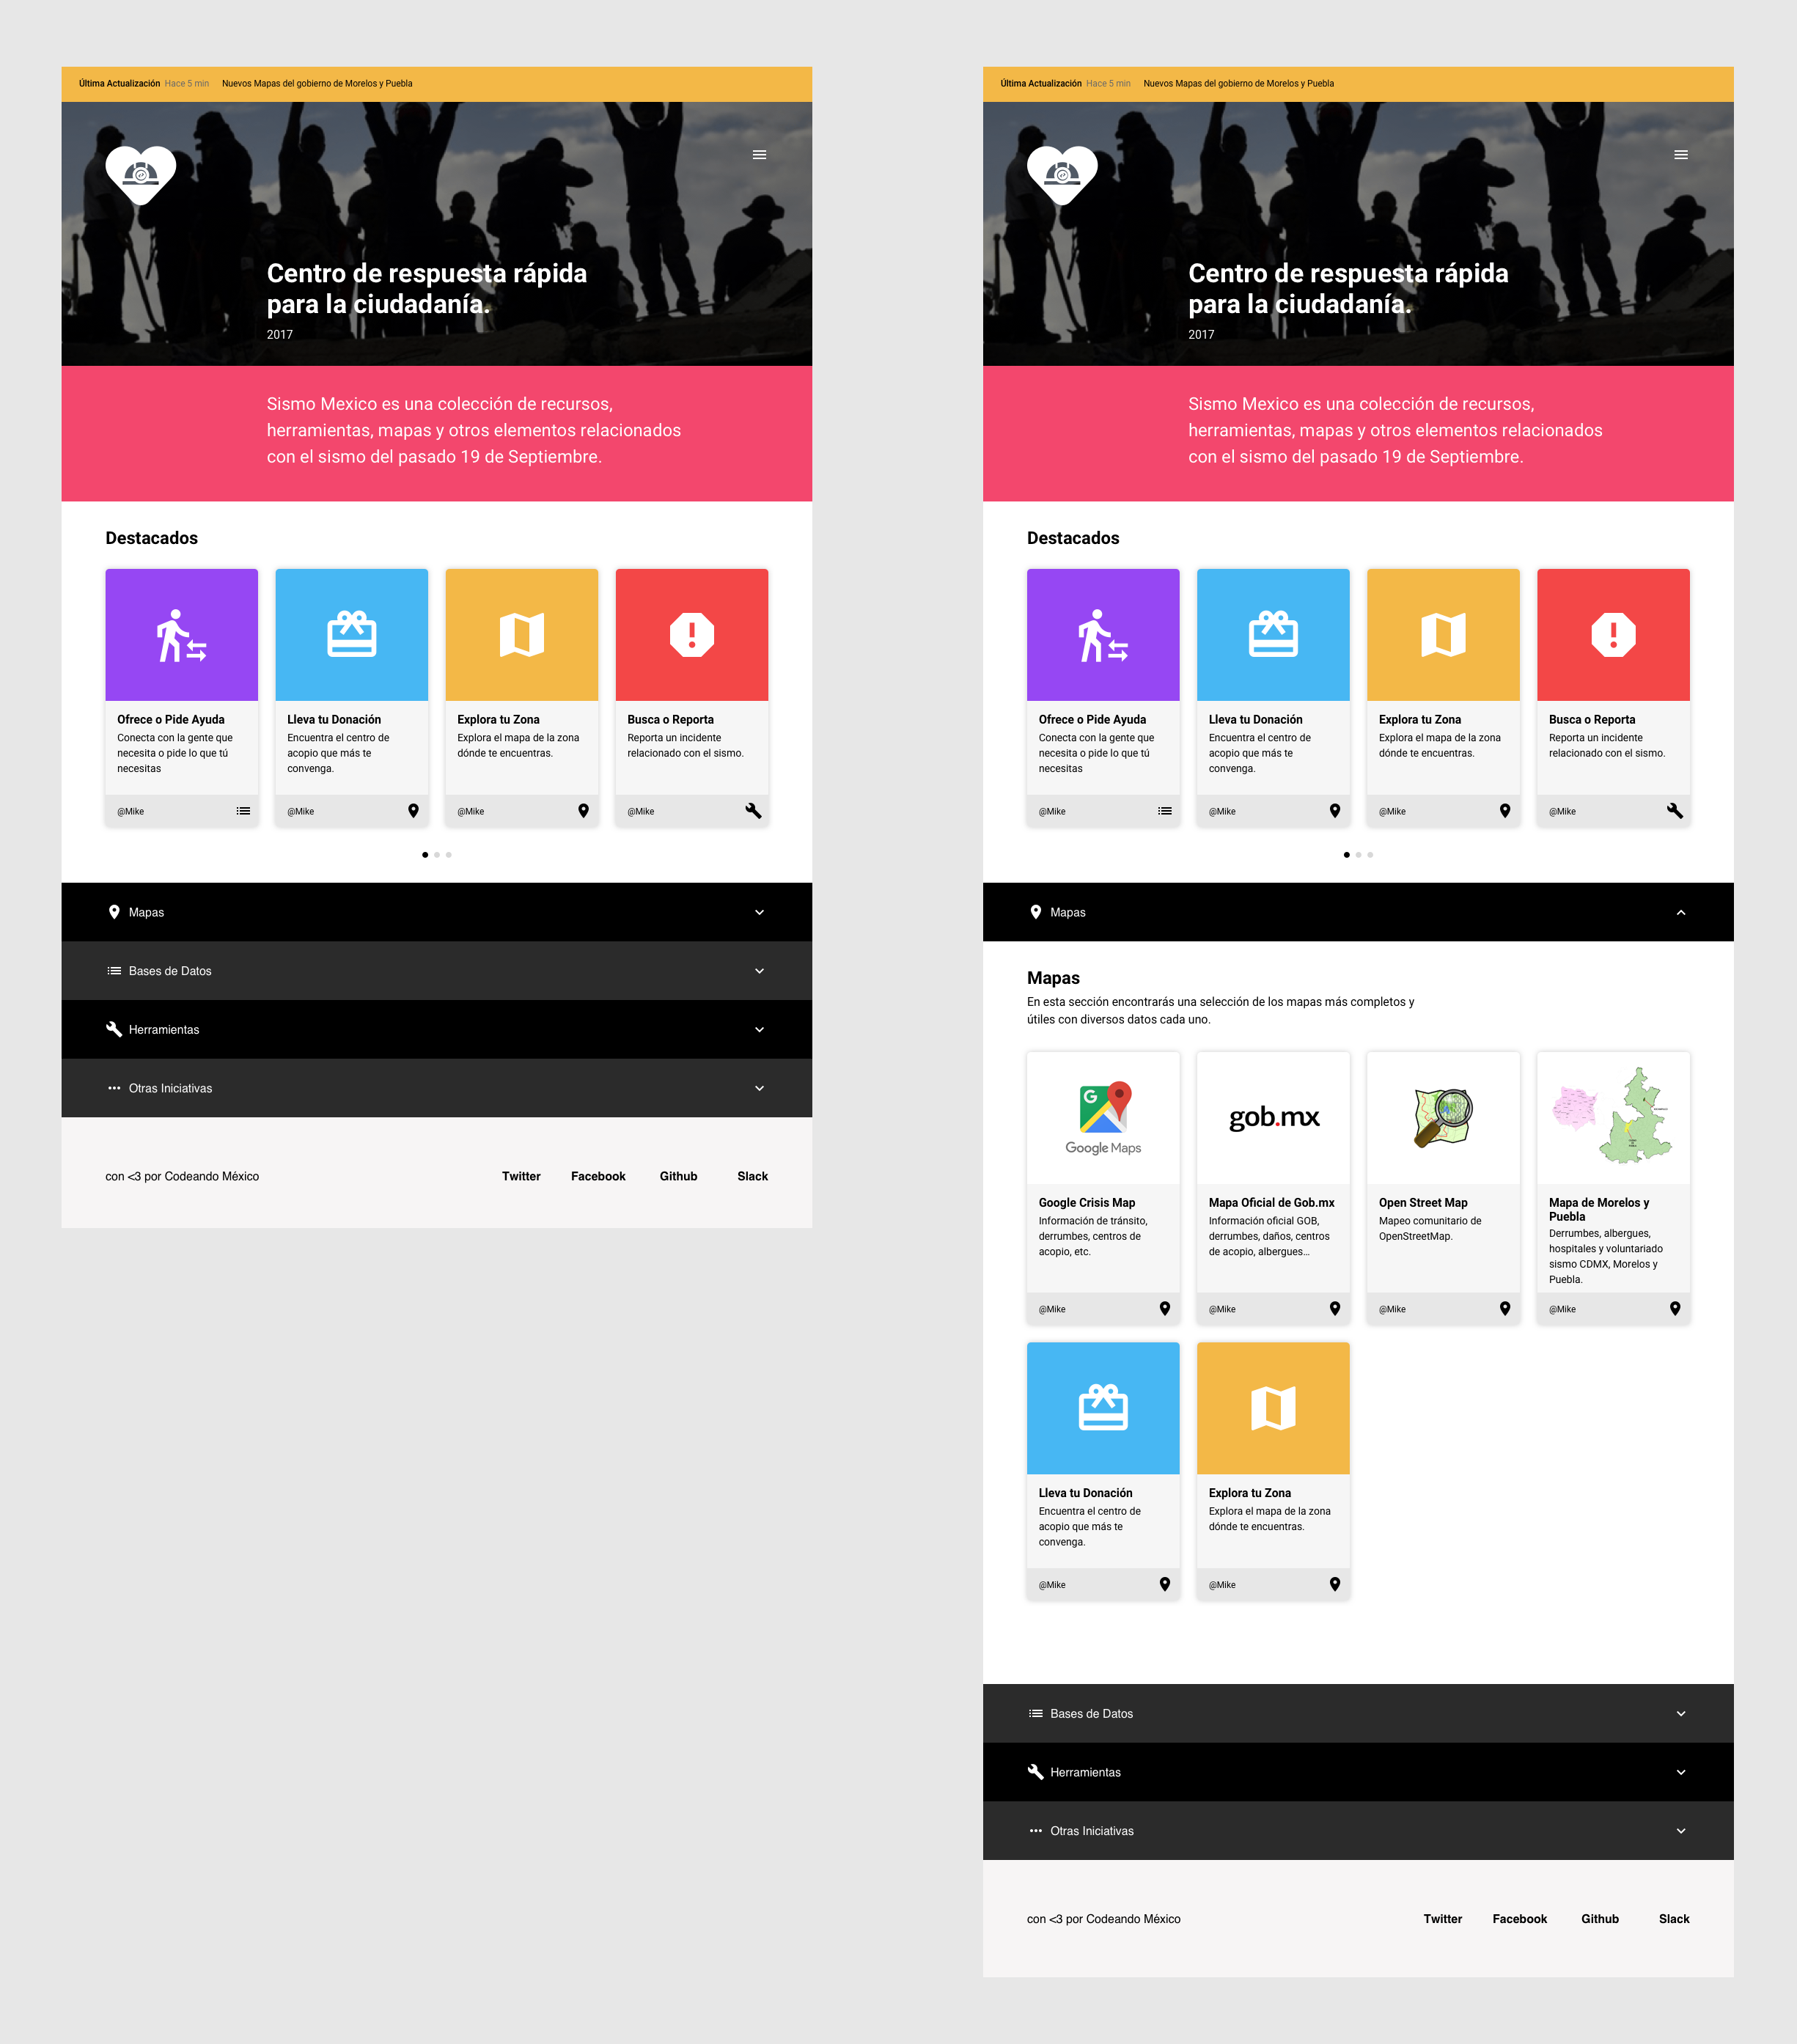 Última Actualización Hace 5 min Nuevos Mapas del gobierno de Morelos y Puebla
Centro de respuesta rápida
para la ciudadanía.
2017
Sismo Mexico es una colección de recursos,
herramientas, mapas y otros elementos relacionados
con el sismo del pasado 19 de Septiembre.
Destacados
Ofrece o Pide Ayuda
Conecta con la gente que
necesita o pide lo que tú
necesitas
@Mike
Lleva tu Donación
Encuentra el centro de
acopio que más te
convenga.
@Mike
Explora tu Zona
Explora el mapa de la zona
dónde te encuentras.
@Mike
Busca o Reporta
Reporta un incidente
relacionado con el sismo.
@Mike
Mapas
Bases de Datos
Herramientas
Otras Iniciativas
con <3 por Codeando México
Twitter Facebook Github Slack
Última Actualización Hace 5 min Nuevos Mapas del gobierno de Morelos y Puebla
Centro de respuesta rápida
para la ciudadanía.
2017
Sismo Mexico es una colección de recursos,
herramientas, mapas y otros elementos relacionados
con el sismo del pasado 19 de Septiembre.
Destacados
Ofrece o Pide Ayuda
Conecta con la gente que
necesita o pide lo que tú
necesitas
@Mike
Lleva tu Donación
Encuentra el centro de
acopio que más te
convenga.
@Mike
Explora tu Zona
Explora el mapa de la zona
dónde te encuentras.
@Mike
Busca o Reporta
Reporta un incidente
relacionado con el sismo.
@Mike
Mapas
Mapas
En esta sección encontrarás una selección de los mapas más completos y
útiles con diversos datos cada uno.
G
Google Maps
Google Crisis Map
Información de tránsito,
derrumbes, centros de
acopio, etc.
@Mike
gob.mx
Mapa Oficial de Gob.mx
Información oficial GOB,
derrumbes, daños, centros
de acopio, albergues...
@Mike
Open Street Map
Mapeo comunitario de
OpenStreetMap.
@Mike
Mapa de Morelos y
Puebla
Derrumbes, albergues,
hospitales y voluntariado
sismo CDMX, Morelos y
Puebla.
@Mike
Lleva tu Donación
Encuentra el centro de
acopio que más te
convenga.
@Mike
Explora tu Zona
Explora el mapa de la zona
dónde te encuentras.
@Mike
Bases de Datos
Herramientas
Otras Iniciativas
con <3 por Codeando México
Twitter Facebook Github Slack